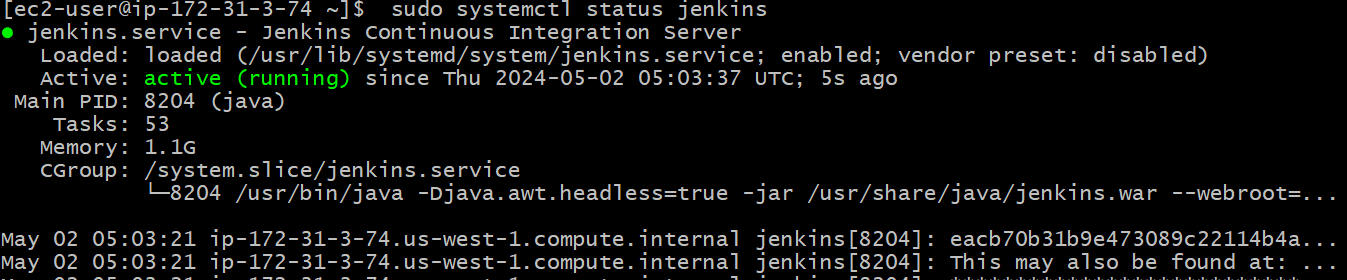 [ec2-user@ip-172-31-3-74 ~]$  sudo systemctl status jenkins
● jenkins.service - Jenkins Continuous Integration Server
   Loaded: loaded (/usr/lib/systemd/system/jenkins.service; enabled; vendor preset: disabled)
   Active: active (running) since Thu 2024-05-02 05:03:37 UTC; 5s ago
 Main PID: 8204 (java)
    Tasks: 53
   Memory: 1.1G
   CGroup: /system.slice/jenkins.service
           └─8204 /usr/bin/java -Djava.awt.headless=true -jar /usr/share/java/jenkins.war --webroot=...
May 02 05:03:21 ip-172-31-3-74.us-west-1.compute.internal jenkins[8204]: eacb70b31b9e473089c22114b4a...
May 02 05:03:21 ip-172-31-3-74.us-west-1.compute.internal jenkins[8204]: This may also be found at: ...